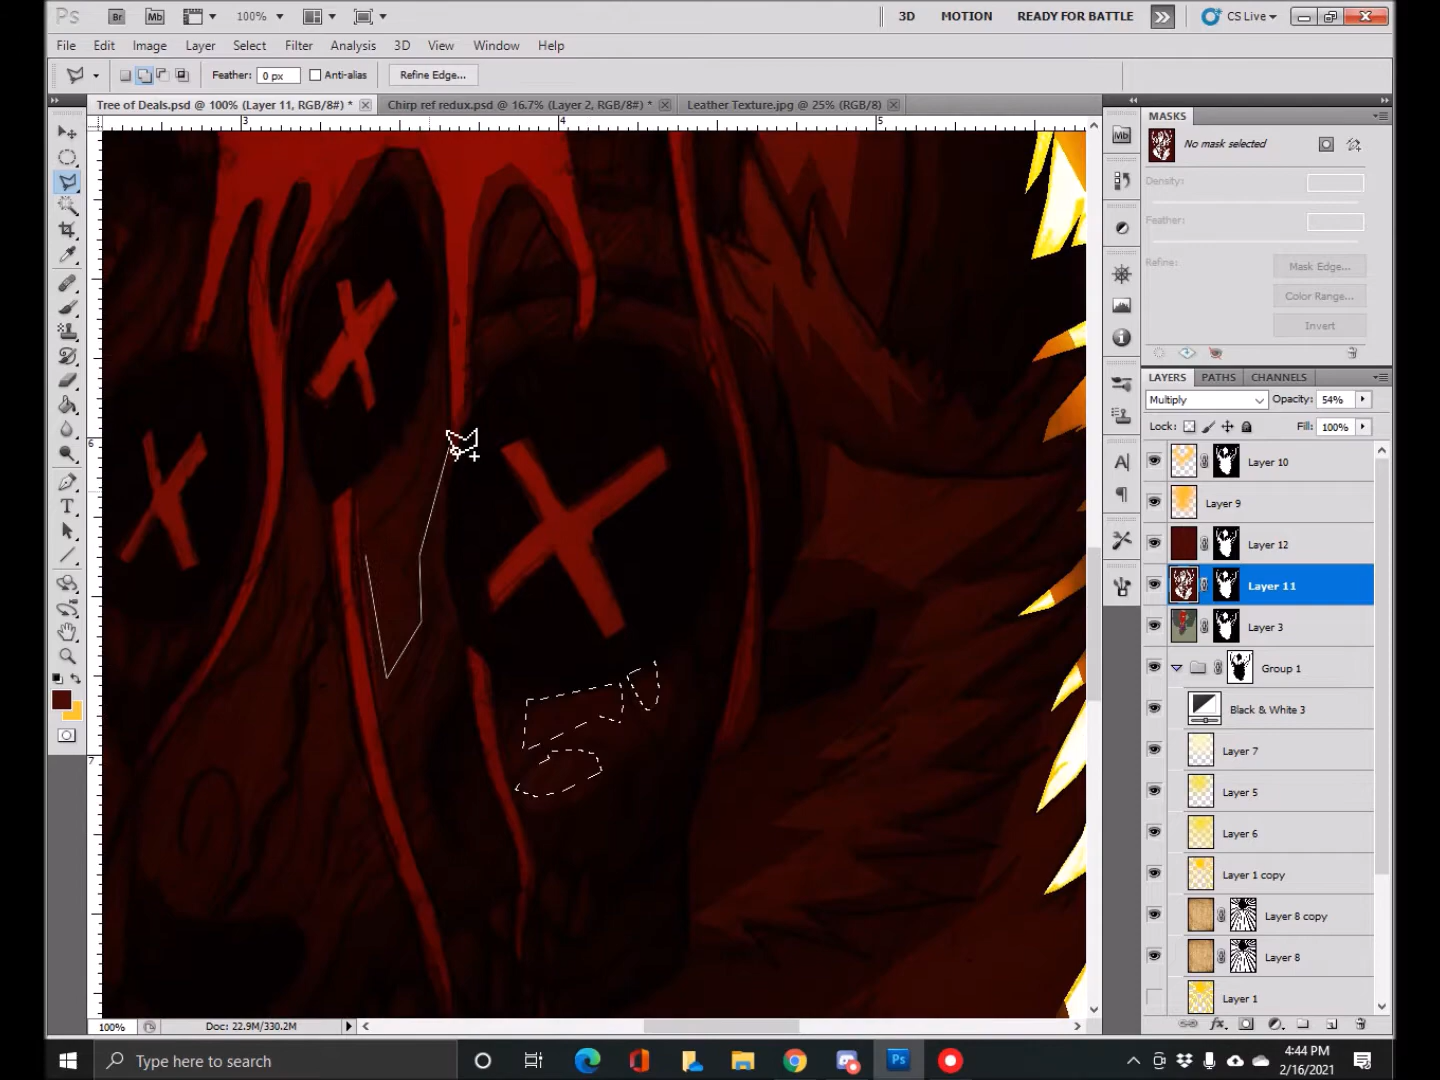 Ps Br Mb 100% 3D MOTION READY FOR BATTLE CS Live
File Edit Image Layer Select Filter Analysis 3D View Window Help
Feather: 0 px Anti-alias Refine Edge...
Tree of Deals.psd @ 100% (Layer 11, RGB/8#) * Chirp ref redux.psd @ 16.7% (Layer 2, RGB/8#) * Leather Texture.jpg @ 25% (RGB/8)
3 4 5
6
7
MASKS
No mask selected
Density:
Feather:
Refine: Mask Edge...
Color Range...
Invert
LAYERS PATHS CHANNELS
Multiply Opacity: 54%
Lock: Fill: 100%
Layer 10
Layer 9
Layer 12
Layer 11
Layer 3
Group 1
Black & White 3
Layer 7
Layer 5
Layer 6
Layer 1 copy
Layer 8 copy
Layer 8
Layer 1
100% Doc: 22.9M/330.2M
Type here to search
4:44 PM
2/16/2021